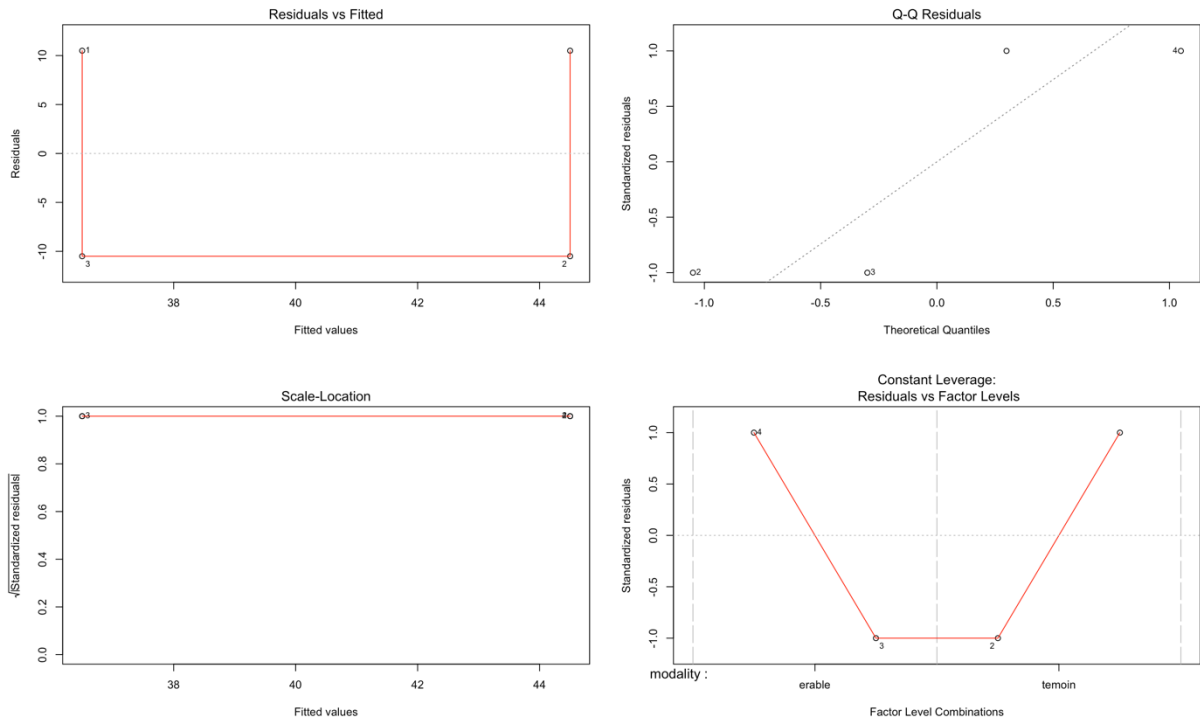 Residuals vs Fitted
Residuals
10
5
0
-5
-10
1
3
2
38
40
42
44
Fitted values
Q-Q Residuals
Standardized residuals
1.0
0.5
0.0
-0.5
-1.0
4
2
3
-1.0
-0.5
0.0
0.5
1.0
Theoretical Quantiles
Scale-Location
√|Standardized residuals|
1.0
0.8
0.6
0.4
0.2
0.0
3
38
40
42
44
Fitted values
Constant Leverage:
Residuals vs Factor Levels
Standardized residuals
1.0
0.5
0.0
-0.5
-1.0
4
3
2
modality :
erable
temoin
Factor Level Combinations